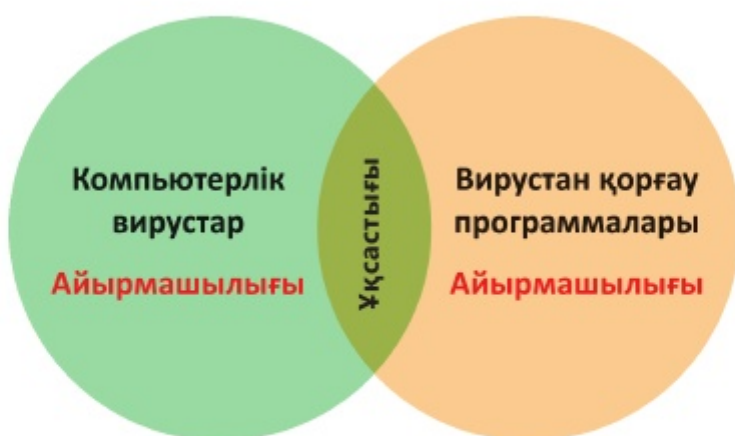 Компьютерлік
вирустар
Айырмашылығы
Ұқсастығы
Вирустан қорғау
программалары
Айырмашылығы